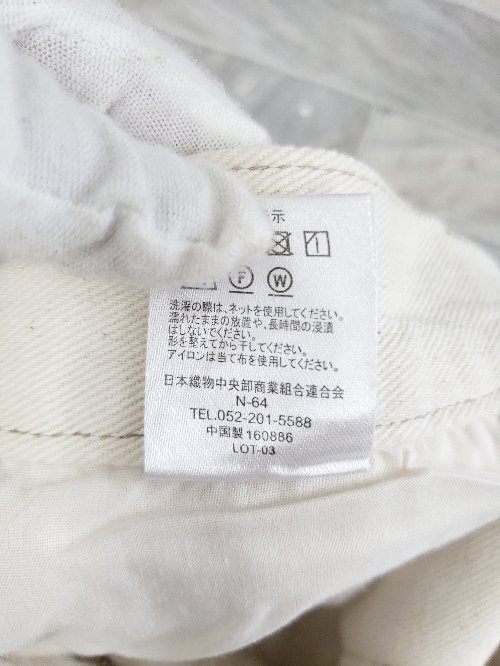 示
F W
洗濯の際は、ネットを使用してください。
濡れたままの放置や、長時間の浸漬
はしないでください。
形を整えてから干してください。
アイロンは当て布を使用してください。
日本織物中央卸商業組合連合会
N-64
TEL.052-201-5588
中国製 160886
LOT-03